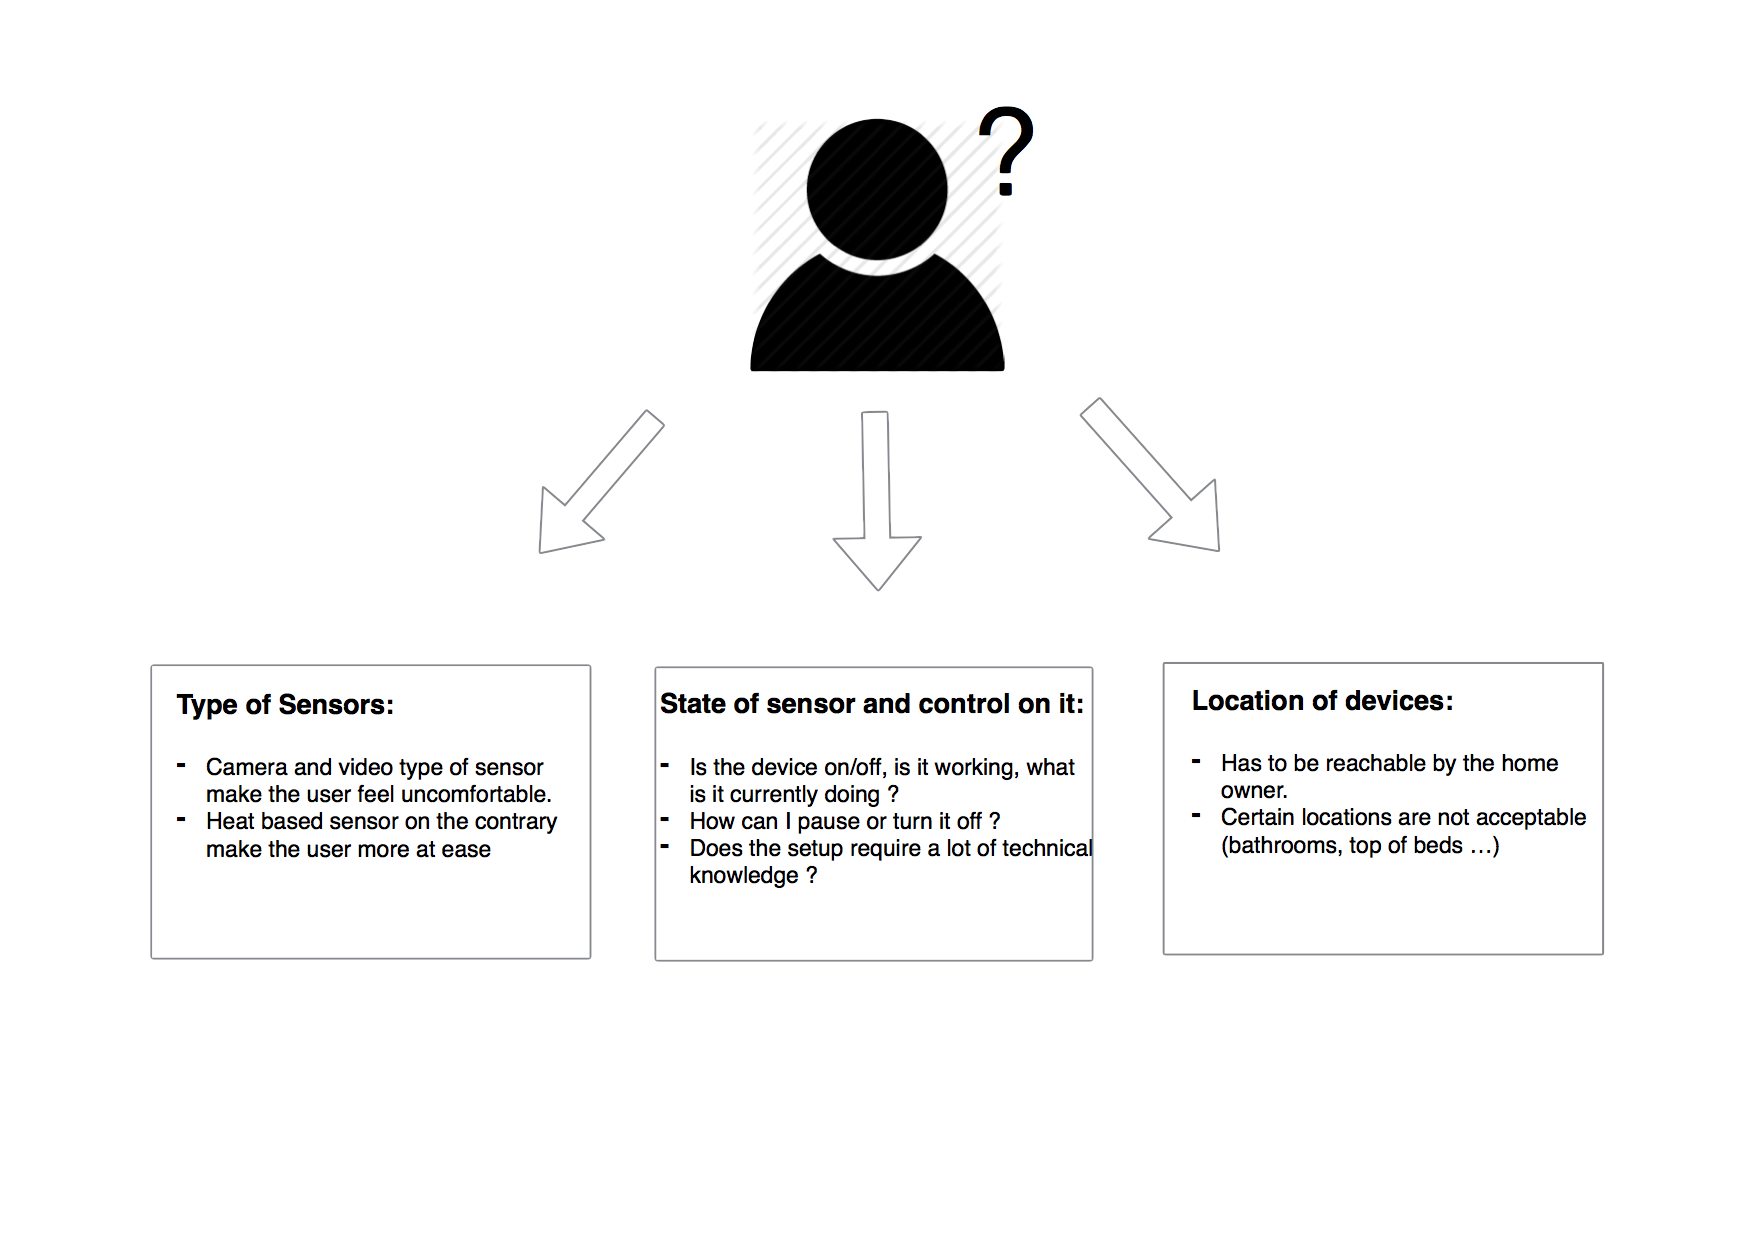 ?
Type of Sensors:
- Camera and video type of sensor
make the user feel uncomfortable.
- Heat based sensor on the contrary
make the user more at ease
State of sensor and control on it:
- Is the device on/off, is it working, what
is it currently doing ?
- How can I pause or turn it off ?
- Does the setup require a lot of technical
knowledge ?
Location of devices:
- Has to be reachable by the home
owner.
- Certain locations are not acceptable
(bathrooms, top of beds …)